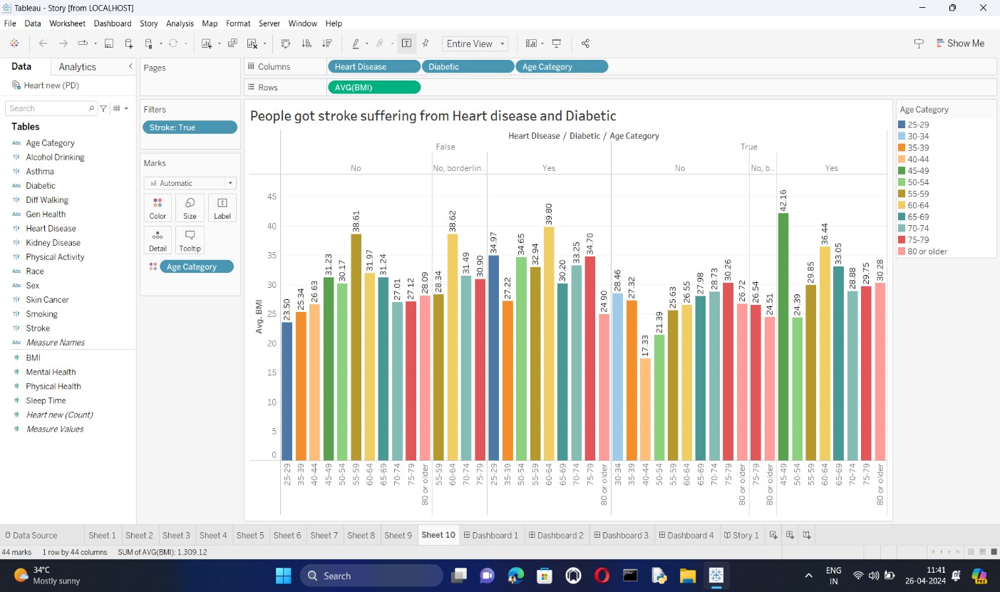 Tableau - Story [from LOCALHOST]
File Data Worksheet Dashboard Story Analysis Map Format Server Window Help
Entire View
Show Me
Data Analytics
Heart new (PD)
Search
Tables
Abc Age Category
T|F Alcohol Drinking
T|F Asthma
Abc Diabetic
T|F Diff Walking
Abc Gen Health
T|F Heart Disease
T|F Kidney Disease
T|F Physical Activity
Abc Race
Abc Sex
T|F Skin Cancer
T|F Smoking
T|F Stroke
Abc Measure Names
# BMI
# Mental Health
# Physical Health
# Sleep Time
# Heart new (Count)
# Measure Values
Pages
Filters
Stroke: True
Marks
Automatic
Color Size Label
Detail Tooltip
Age Category
Columns Heart Disease Diabetic Age Category
Rows AVG(BMI)
People got stroke suffering from Heart disease and Diabetic
Heart Disease / Diabetic / Age Category
False True
No No, borderlin.. Yes No No, b.. Yes
Avg. BMI
45
40
35
30
25
20
15
10
5
0
23.50 25.34 26.63 31.23 30.17 38.61 31.97 31.24 27.01 27.12 28.09 28.34 38.62 31.49 30.90 34.97 27.22 34.65 32.94 39.80 30.20 33.25 34.70 24.90 28.46 27.32 17.33 21.39 25.63 26.55 27.98 28.73 30.26 26.72 26.54 24.51 42.16 24.39 29.85 36.44 33.05 28.88 29.75 30.28
25-29 35-39 40-44 45-49 50-54 55-59 60-64 65-69 70-74 75-79 80 or older 55-59 60-64 70-74 75-79 25-29 35-39 50-54 55-59 60-64 65-69 70-74 75-79 80 or older 30-34 35-39 40-44 50-54 55-59 60-64 65-69 70-74 75-79 80 or older 75-79 80 or older 45-49 50-54 55-59 60-64 65-69 70-74 75-79 80 or older
Age Category
25-29
30-34
35-39
40-44
45-49
50-54
55-59
60-64
65-69
70-74
75-79
80 or older
Data Source Sheet 1 Sheet 2 Sheet 3 Sheet 4 Sheet 5 Sheet 6 Sheet 7 Sheet 8 Sheet 9 Sheet 10 Dashboard 1 Dashboard 2 Dashboard 3 Dashboard 4 Story 1
44 marks 1 row by 44 columns SUM of AVG(BMI): 1,309.12
34°C
Mostly sunny
Search
ENG
IN
11:41
26-04-2024
PRE